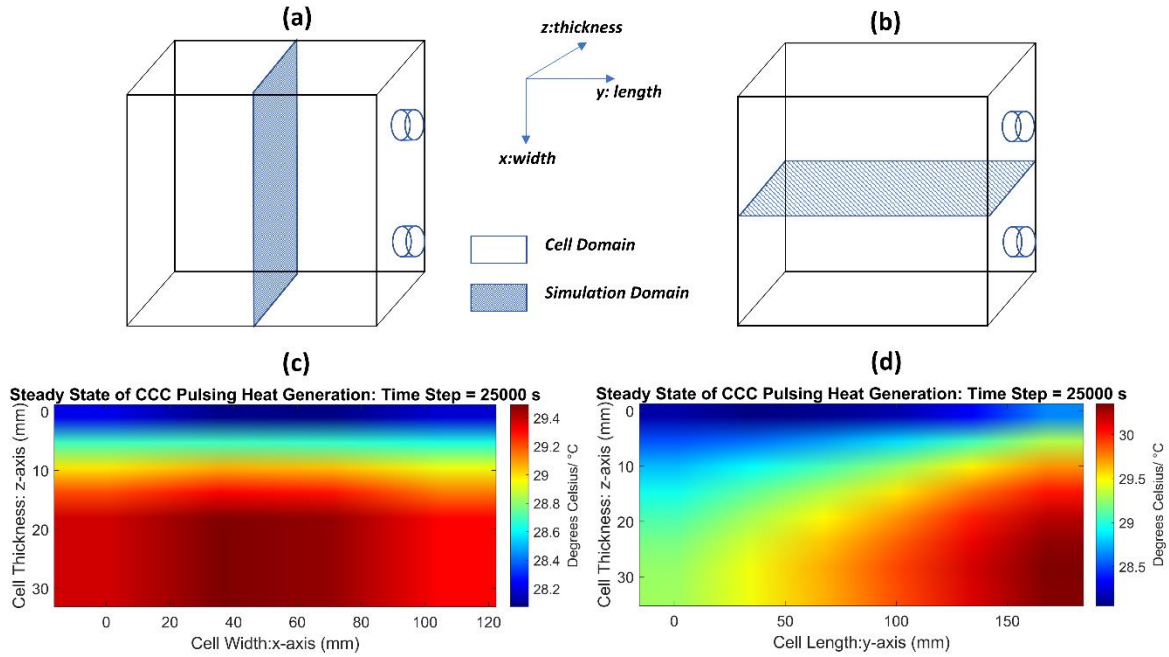 (a)
(b)
z:thickness
y: length
x:width
Cell Domain
Simulation Domain
(c)
Steady State of CCC Pulsing Heat Generation: Time Step = 25000 s
Cell Thickness: z-axis (mm)
0
10
20
30
0 20 40 60 80 100 120
Cell Width:x-axis (mm)
29.4
29.2
29
28.8
28.6
28.4
28.2
Degrees Celsius/ °C
(d)
Steady State of CCC Pulsing Heat Generation: Time Step = 25000 s
Cell Thickness: z-axis (mm)
0
10
20
30
0 50 100 150
Cell Length:y-axis (mm)
30
29.5
29
28.5
Degrees Celsius/ °C